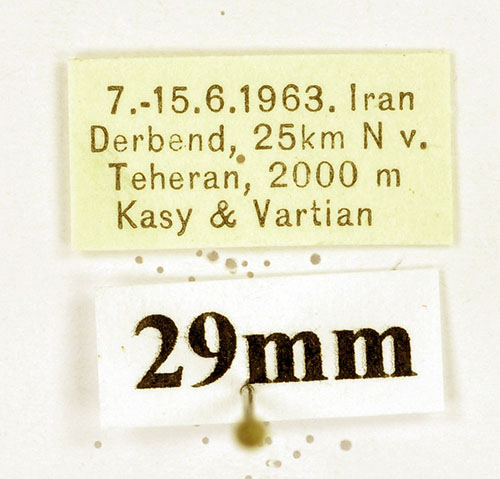 7.-15.6.1963. Iran
Derbend, 25km N v.
Teheran, 2000 m
Kasy & Vartian
29mm